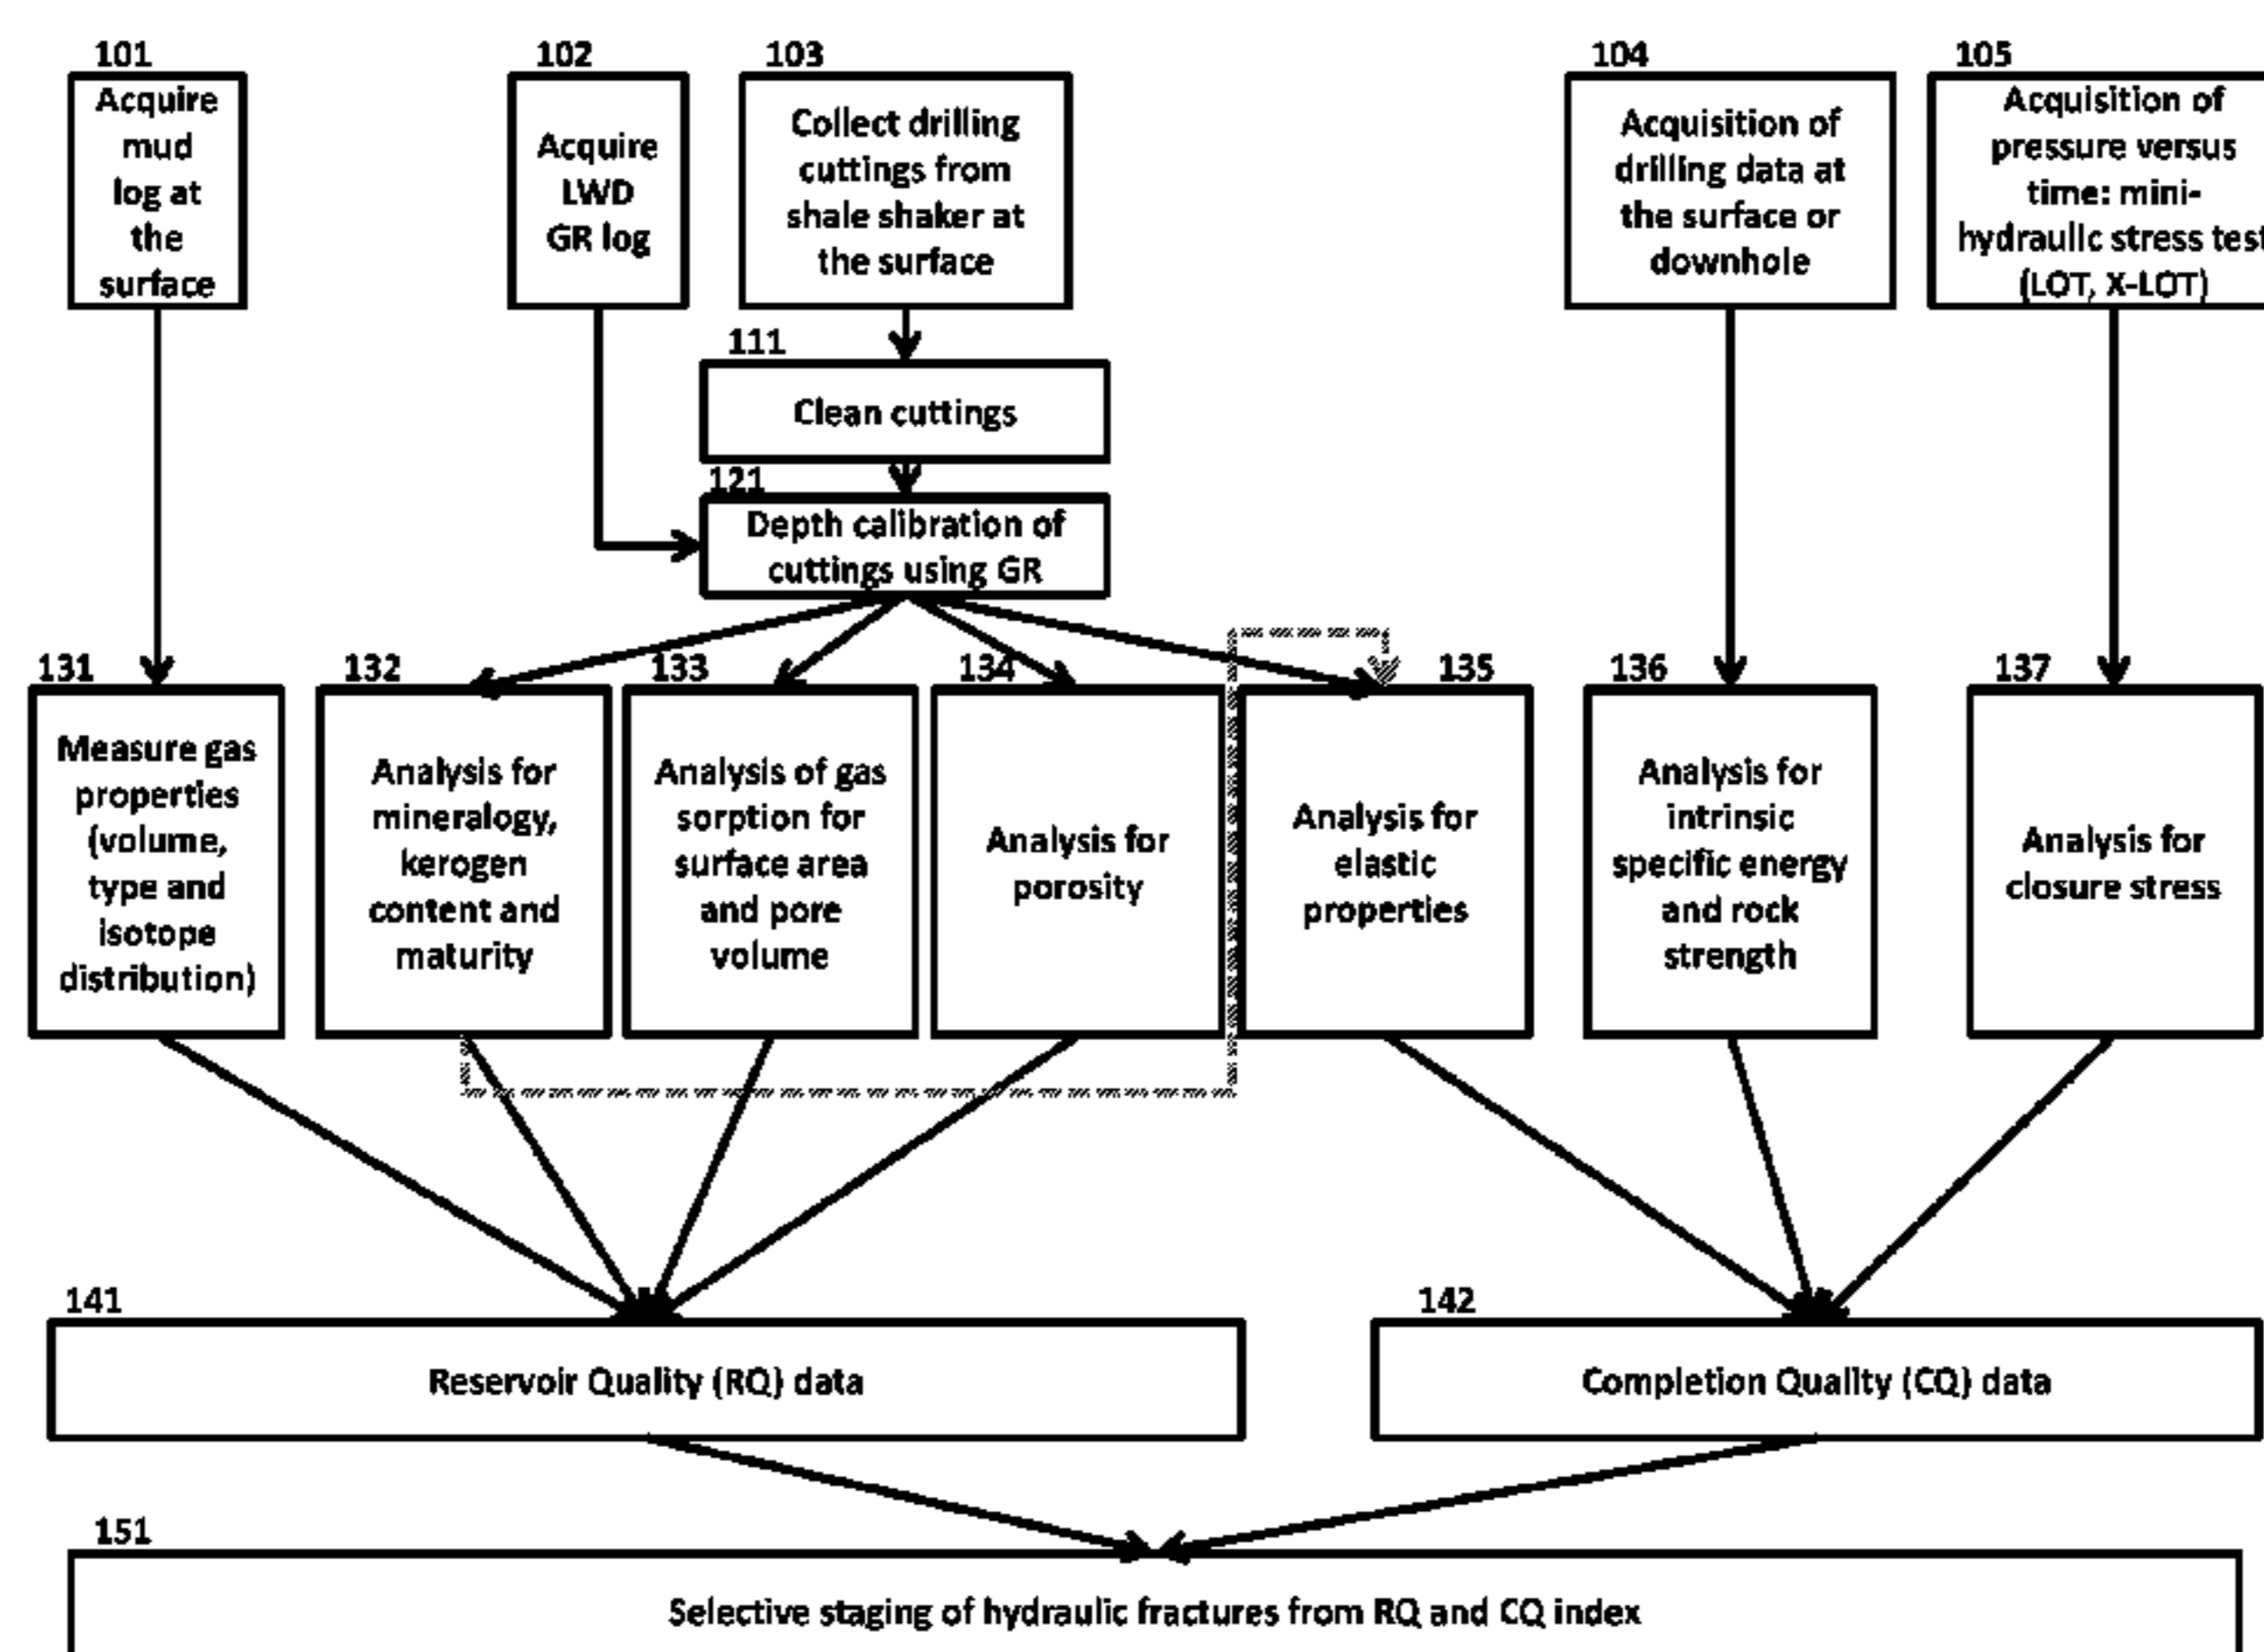 101
Acquire
mud
log at
the
surface
102
Acquire
LWD
GR log
103
Collect drilling
cuttings from
shale shaker at
the surface
104
Acquisition of
drilling data at
the surface or
downhole
105
Acquisition of
pressure versus
time: mini-
hydraulic stress test
(LOT, X-LOT)
111
Clean cuttings
121
Depth calibration of
cuttings using GR
131
Measure gas
properties
(volume,
type and
isotope
distribution)
132
Analysis for
mineralogy,
kerogen
content and
maturity
133
Analysis of gas
sorption for
surface area
and pore
volume
134
Analysis for
porosity
135
Analysis for
elastic
properties
136
Analysis for
intrinsic
specific energy
and rock
strength
137
Analysis for
closure stress
141
Reservoir Quality (RQ) data
142
Completion Quality (CQ) data
151
Selective staging of hydraulic fractures from RQ and CQ index